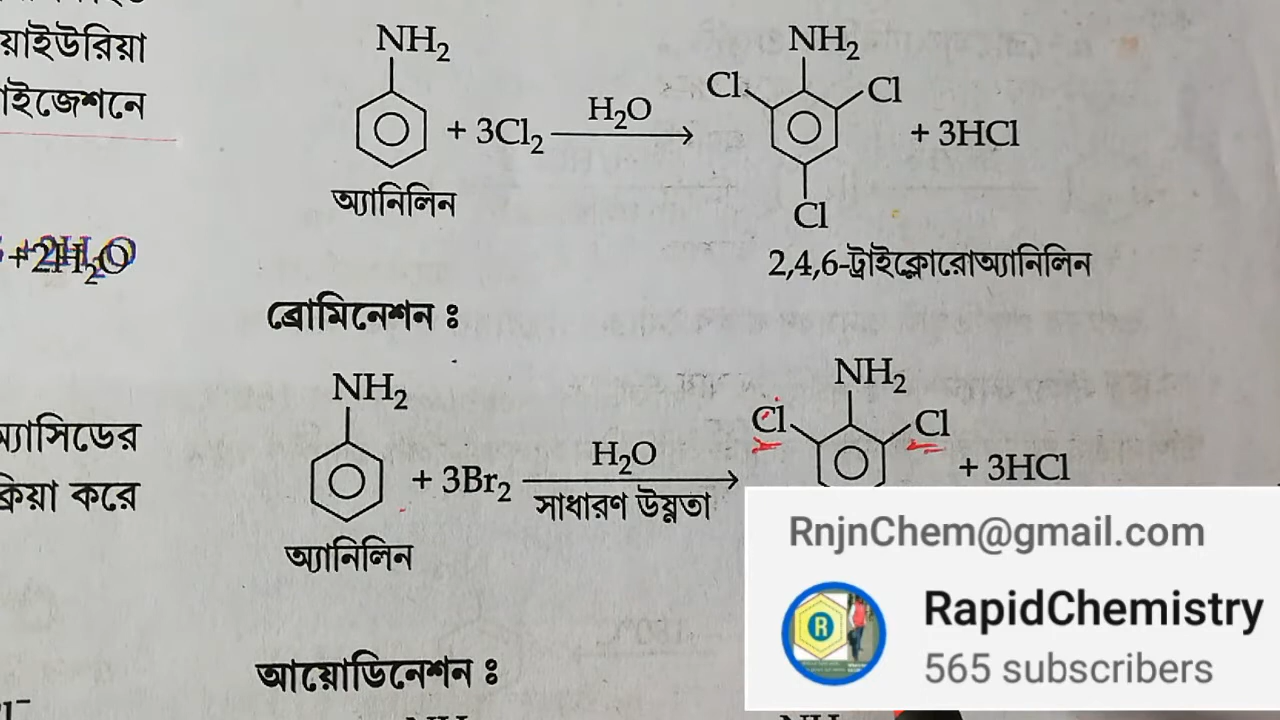 য়াইউরিয়া
াইজেশনে
+2H₂O
্যাসিডের
ক্রিয়া করে
NH₂ NH₂
Cl Cl
+ 3Cl₂ H₂O + 3HCl
Cl
অ্যানিলিন
2,4,6-ট্রাইক্লোরোঅ্যানিলিন
ব্রোমিনেশন ঃ
NH₂ NH₂
Cl Cl
+ 3Br₂ H₂O + 3HCl
সাধারণ উষ্ণতা
অ্যানিলিন
আয়োডিনেশন ঃ
RnjnChem@gmail.com
R
RapidChemistry
565 subscribers